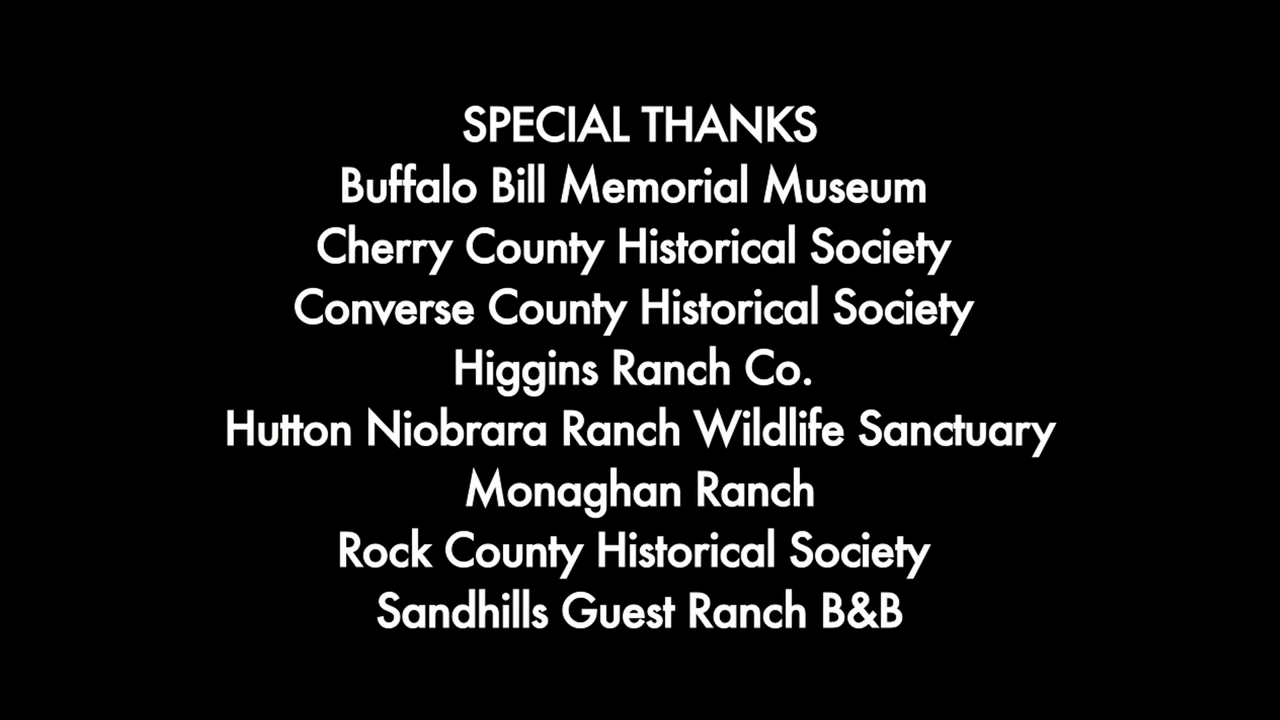 SPECIAL THANKS
Buffalo Bill Memorial Museum
Cherry County Historical Society
Converse County Historical Society
Higgins Ranch Co.
Hutton Niobrara Ranch Wildlife Sanctuary
Monaghan Ranch
Rock County Historical Society
Sandhills Guest Ranch B&B